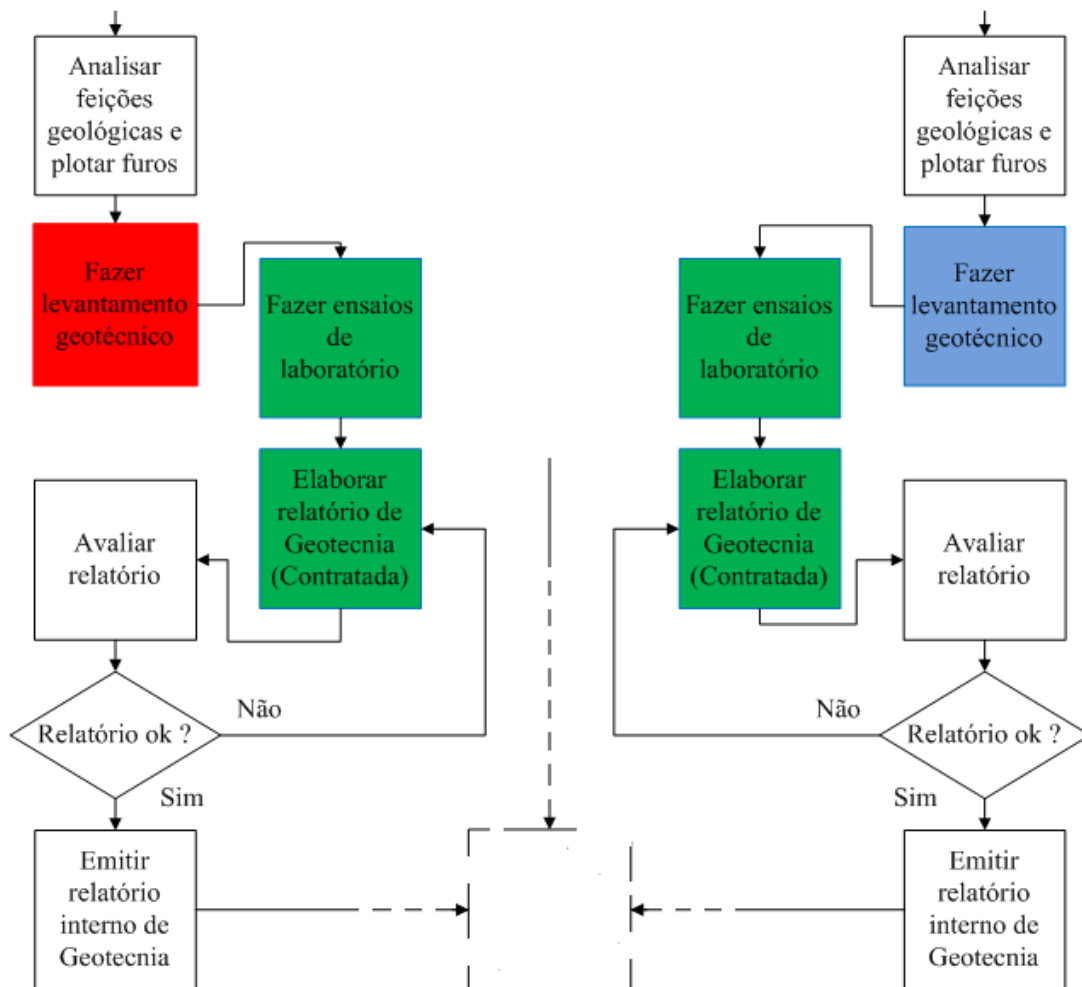 Analisar
feições
geológicas e
plotar furos
Fazer
levantamento
geotécnico
Fazer ensaios
de
laboratório
Elaborar
relatório de
Geotecnia
(Contratada)
Avaliar
relatório
Relatório ok ?
Não
Sim
Emitir
relatório
interno de
Geotecnia
Analisar
feições
geológicas e
plotar furos
Fazer
levantamento
geotécnico
Fazer ensaios
de
laboratório
Elaborar
relatório de
Geotecnia
(Contratada)
Avaliar
relatório
Relatório ok ?
Não
Sim
Emitir
relatório
interno de
Geotecnia